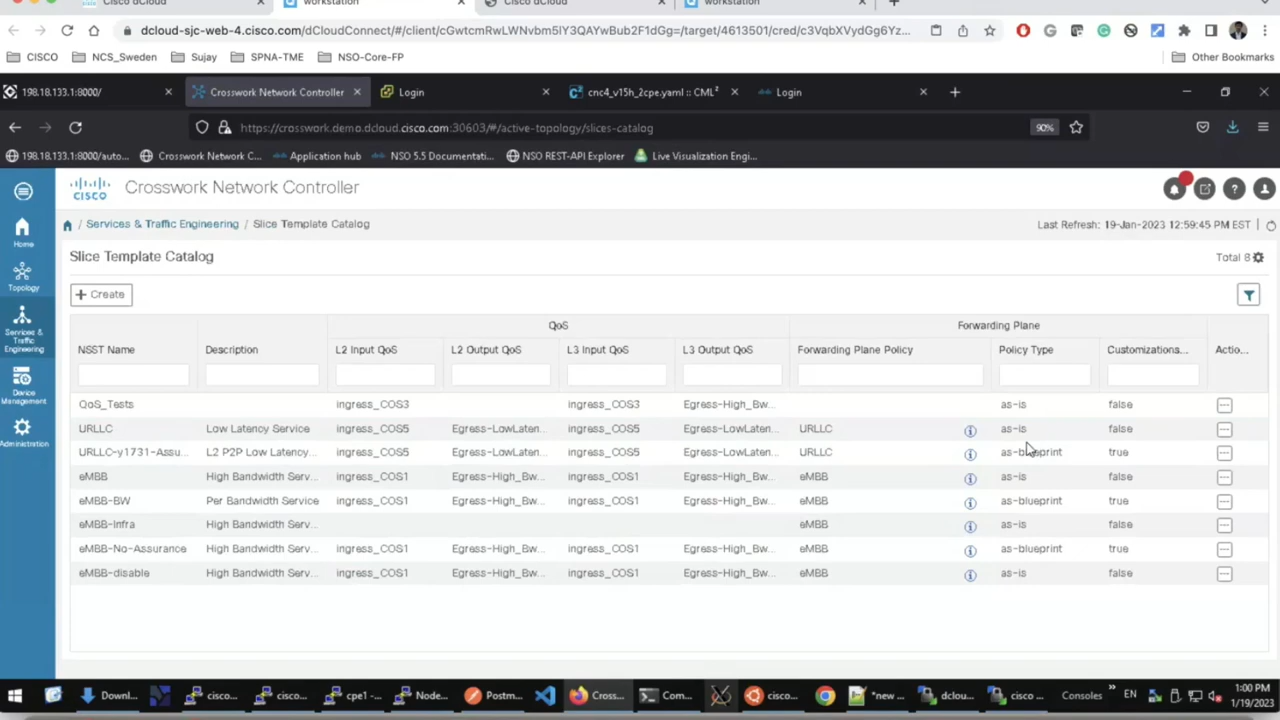 Cisco dCloud workstation Cisco dCloud workstation
dcloud-sjc-web-4.cisco.com/dCloudConnect/#/client/cGwtcmRwLWNvbm5lY3QAYwBub2F1dGg=/target/4613501/cred/c3VqbXVydGg6Yz...
CISCO NCS_Sweden Sujay SPNA-TME NSO-Core-FP Other Bookmarks
198.18.133.1:8000/ Crosswork Network Controller Login cnc4_v15h_2cpe.yaml :: CML² Login
https://crosswork.demo.dcloud.cisco.com:30603/#/active-topology/slices-catalog 90%
198.18.133.1:8000/auto... Crosswork Network C... Application hub NSO 5.5 Documentati... NSO REST-API Explorer Live Visualization Engi...
CISCO Crosswork Network Controller
Home
Topology
Services & Traffic Engineering
Device Management
Administration
/ Services & Traffic Engineering / Slice Template Catalog Last Refresh: 19-Jan-2023 12:59:45 PM EST
Slice Template Catalog Total 8
+ Create
QoS Forwarding Plane
NSST Name Description L2 Input QoS L2 Output QoS L3 Input QoS L3 Output QoS Forwarding Plane Policy Policy Type Customizations... Actio...
QoS_Tests ingress_COS3 ingress_COS3 Egress-High_Bw... as-is false
URLLC Low Latency Service ingress_COS5 Egress-LowLaten... ingress_COS5 Egress-LowLaten... URLLC as-is false
URLLC-y1731-Assu... L2 P2P Low Latency... ingress_COS5 Egress-LowLaten... ingress_COS5 Egress-LowLaten... URLLC as-blueprint true
eMBB High Bandwidth Serv... ingress_COS1 Egress-High_Bw... ingress_COS1 Egress-High_Bw... eMBB as-is false
eMBB-BW Per Bandwidth Service ingress_COS1 Egress-High_Bw... ingress_COS1 Egress-High_Bw... eMBB as-blueprint true
eMBB-Infra High Bandwidth Serv... eMBB as-is false
eMBB-No-Assurance High Bandwidth Serv... ingress_COS1 Egress-High_Bw... ingress_COS1 Egress-High_Bw... eMBB as-blueprint true
eMBB-disable High Bandwidth Serv... ingress_COS1 Egress-High_Bw... ingress_COS1 Egress-High_Bw... eMBB as-is false
Downl... cisco... cisco... cpe1 -... Node... Postm... Cross... Com... cisco... *new ... dclou... cisco ... Consoles » EN 1:00 PM
1/19/2023